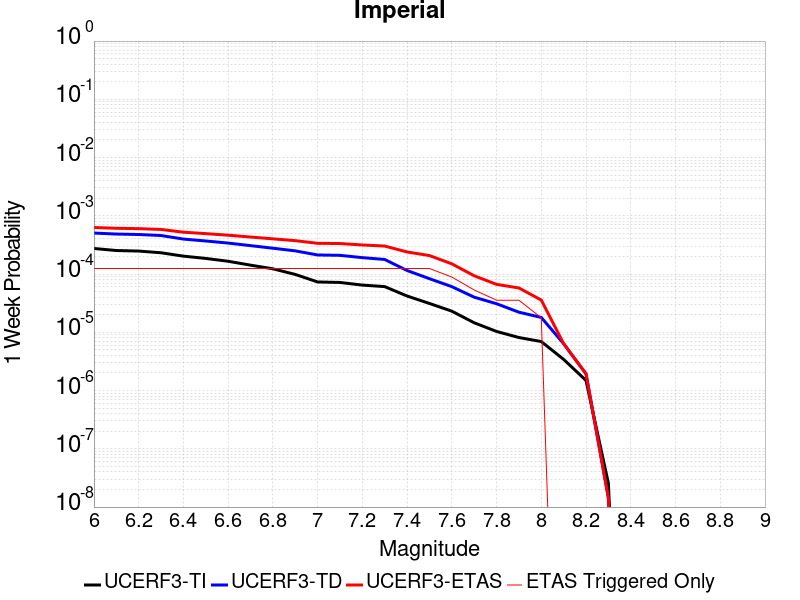 Imperial
10^0
10^-1
10^-2
10^-3
10^-4
10^-5
10^-6
10^-7
10^-8
1 Week Probability
6 6.2 6.4 6.6 6.8 7 7.2 7.4 7.6 7.8 8 8.2 8.4 8.6 8.8 9
Magnitude
UCERF3-TI UCERF3-TD UCERF3-ETAS ETAS Triggered Only